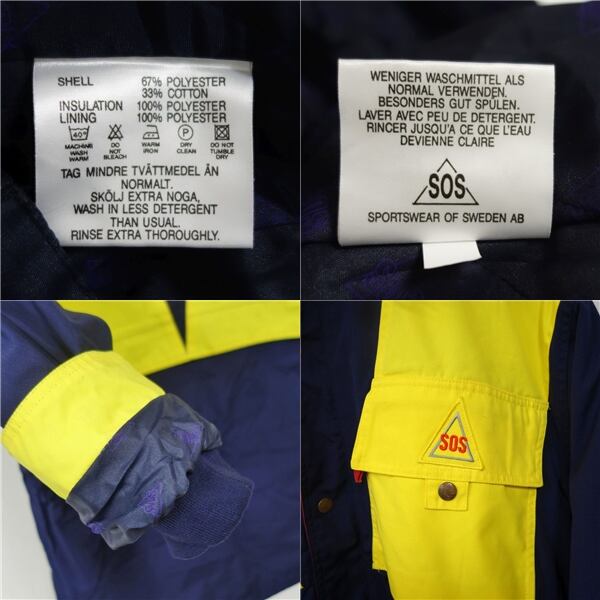 SHELL 67% POLYESTER
33% COTTON
INSULATION 100% POLYESTER
LINING 100% POLYESTER
40°
P
MACHINE WASH WARM
DO NOT BLEACH
WARM IRON
DRY CLEAN
DO NOT TUMBLE DRY
TAG MINDRE TVÄTTMEDEL ÄN
NORMALT.
SKÖLJ EXTRA NOGA,
WASH IN LESS DETERGENT
THAN USUAL.
RINSE EXTRA THOROUGHLY.
WENIGER WASCHMITTEL ALS
NORMAL VERWENDEN.
BESONDERS GUT SPÜLEN.
LAVER AVEC PEU DE DETERGENT.
RINCER JUSQU'A CE QUE L'EAU
DEVIENNE CLAIRE
SOS
SPORTSWEAR OF SWEDEN AB
SOS